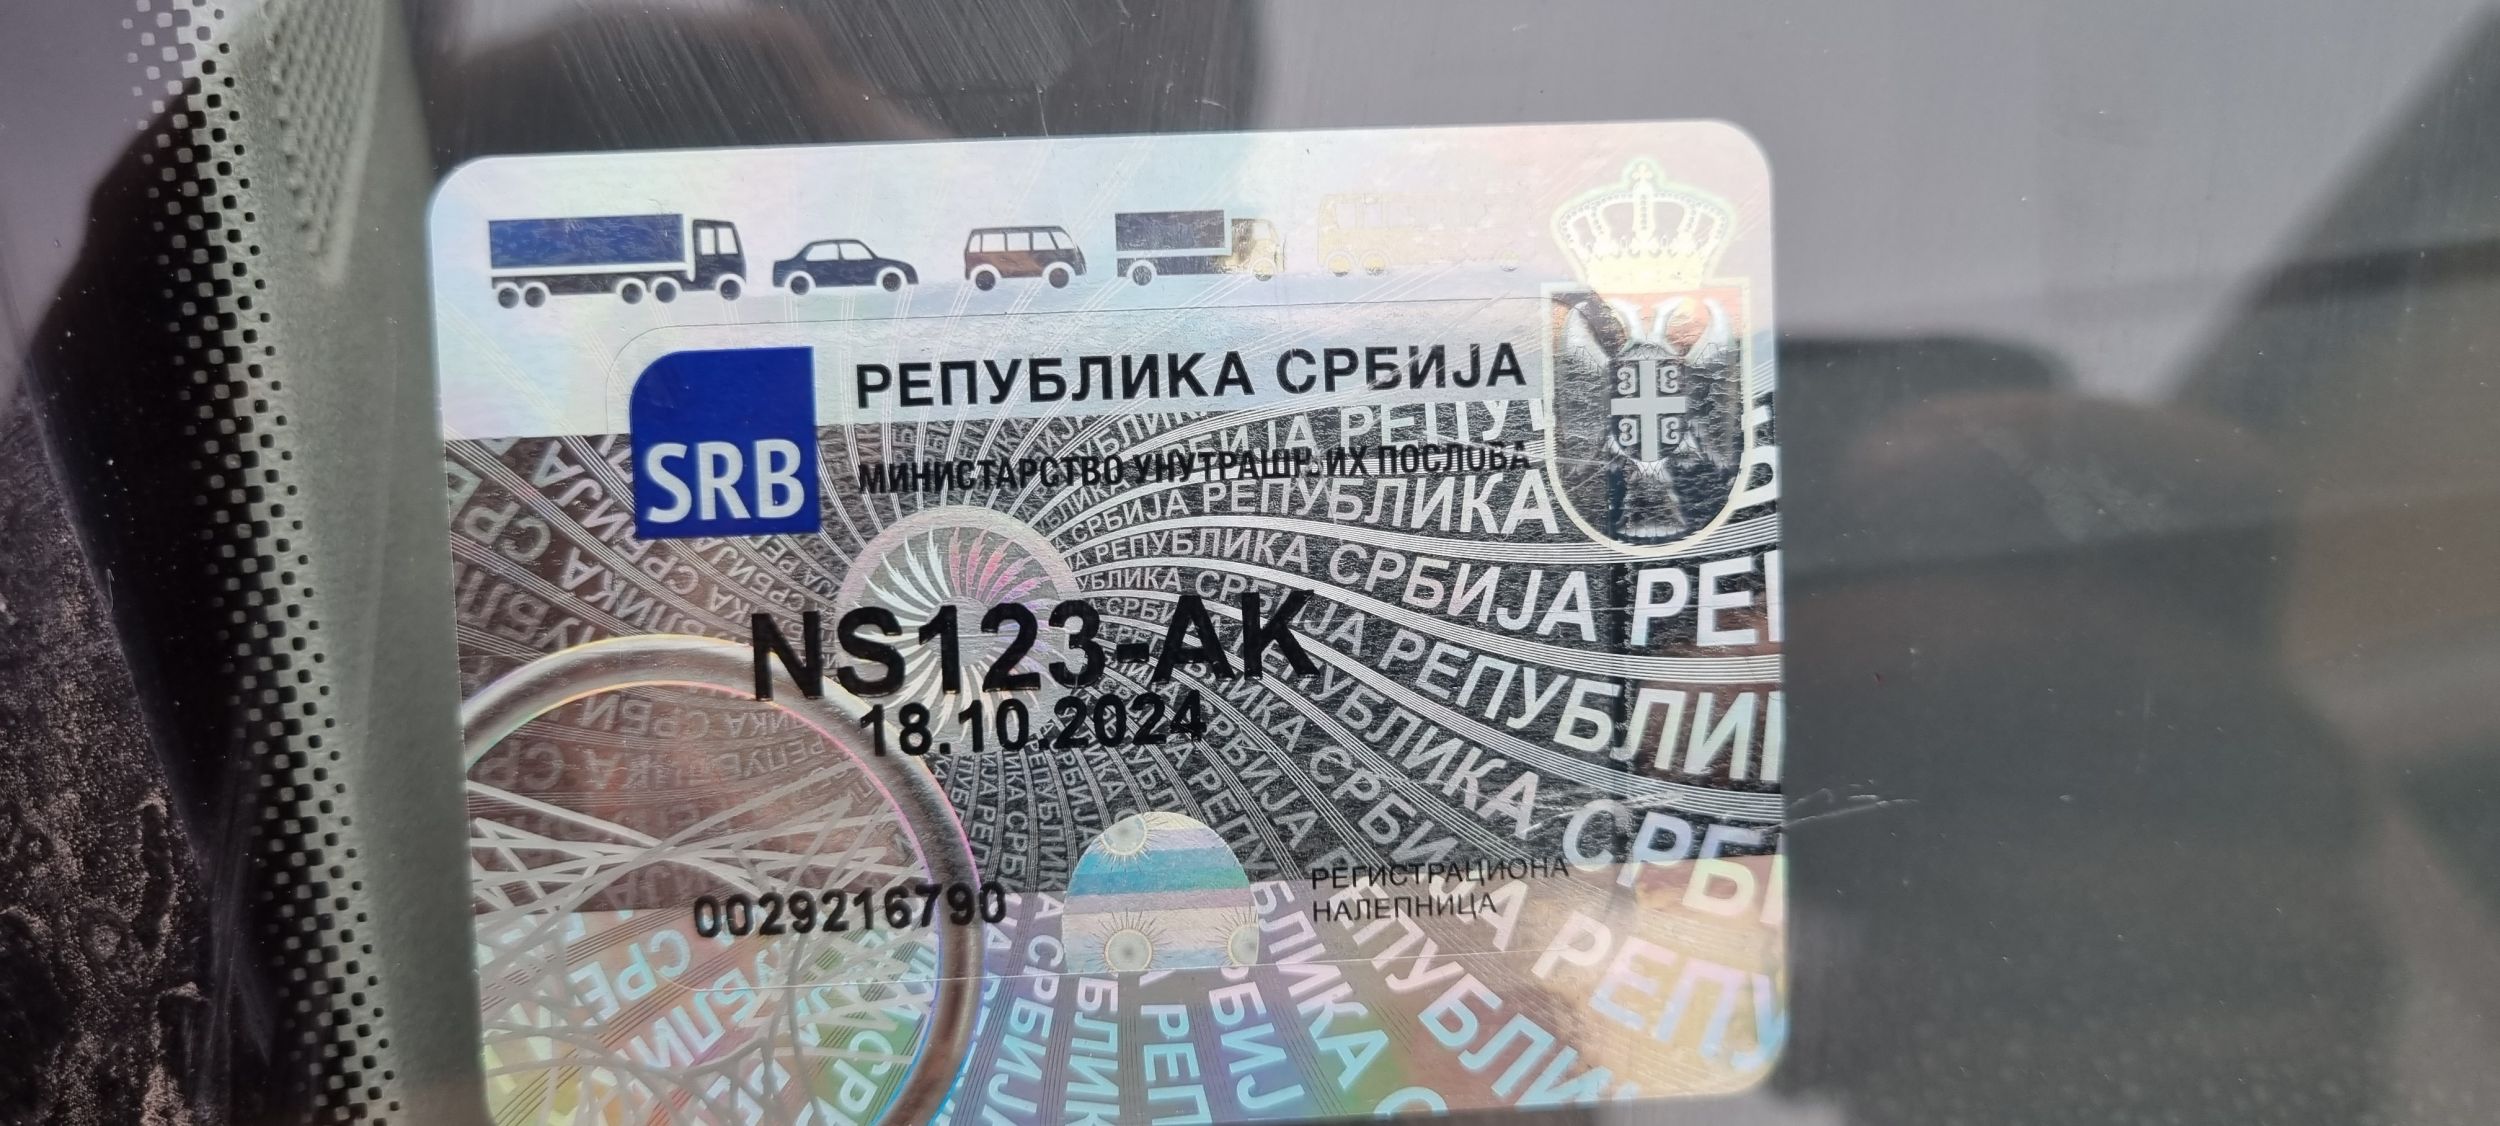 РЕПУБЛИКА СРБИЈА
SRB
МИНИСТАРСТВО УНУТРАШЊИХ ПОСЛОВА
NS123-AK
18.10.2024
0029216790
РЕГИСТРАЦИОНА
НАЛЕПНИЦА